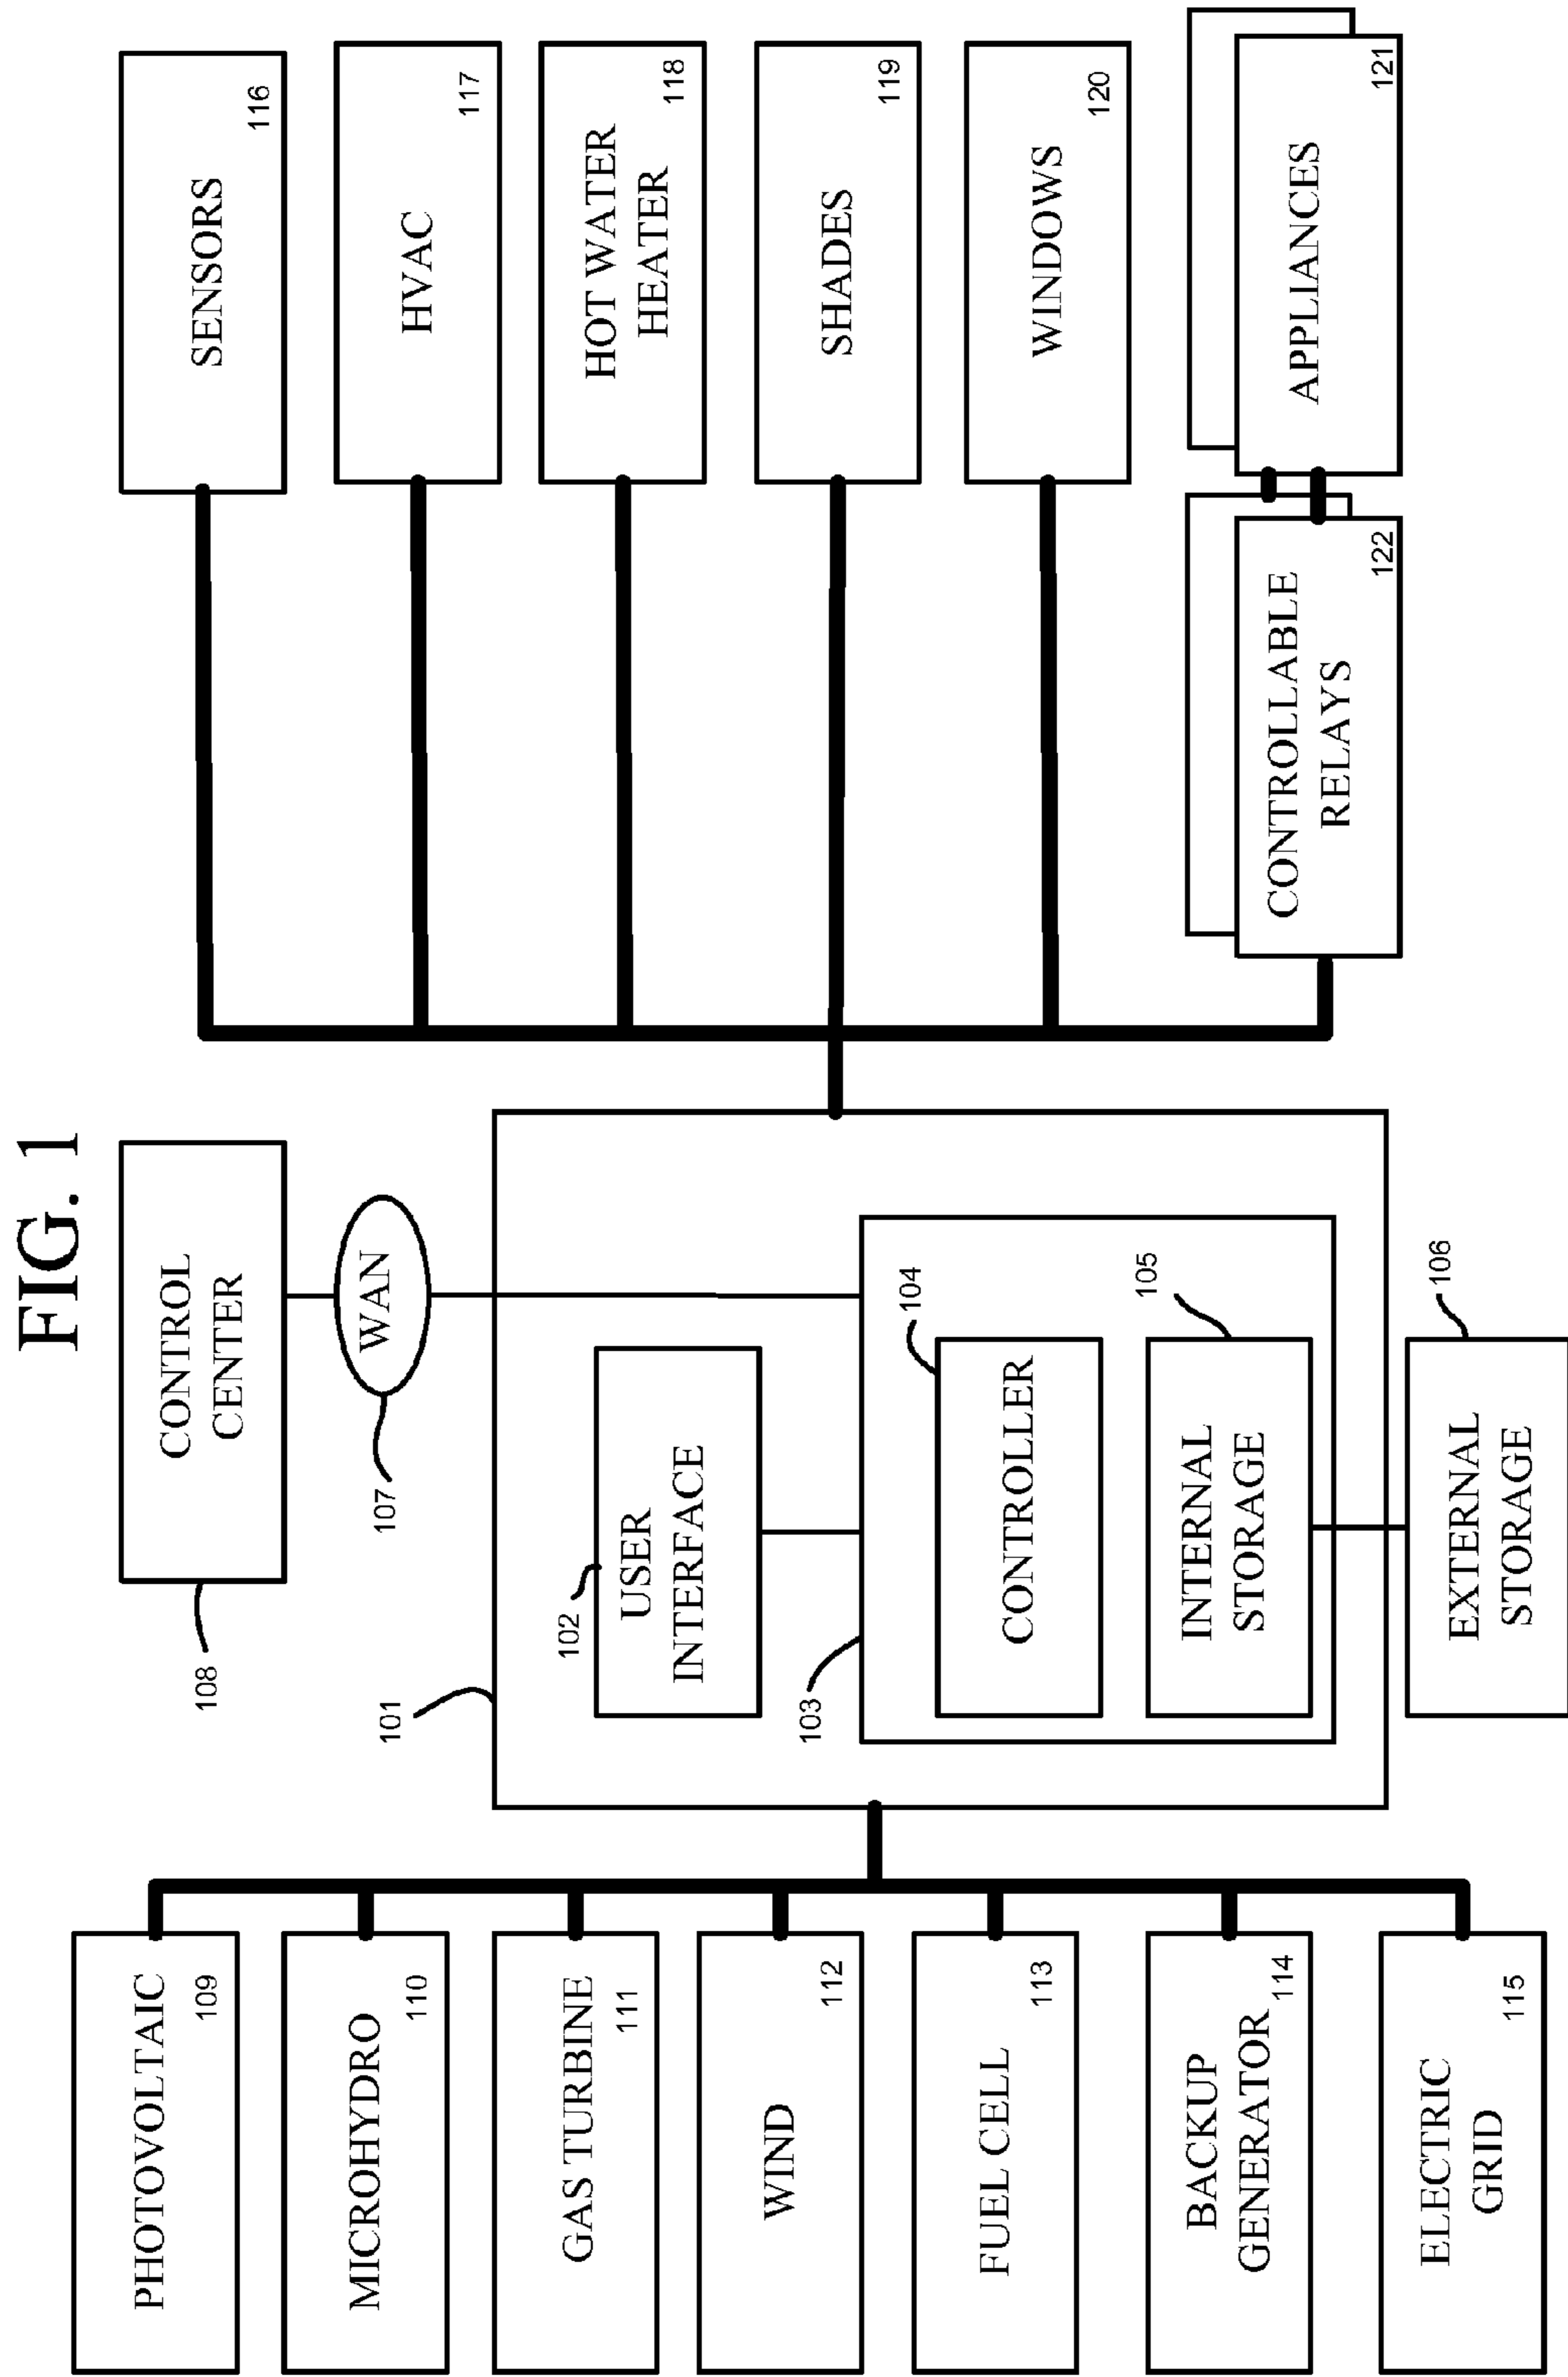 FIG. 1
PHOTOVOLTAIC
109
MICROHYDRO
110
GAS TURBINE
111
WIND
112
FUEL CELL
113
BACKUP
GENERATOR
114
ELECTRIC
GRID
115
108
CONTROL
CENTER
107
WAN
101
102
USER
INTERFACE
103
104
CONTROLLER
105
INTERNAL
STORAGE
106
EXTERNAL
STORAGE
SENSORS
116
HVAC
117
HOT WATER
HEATER
118
SHADES
119
WINDOWS
120
CONTROLLABLE
RELAYS
122
APPLIANCES
121